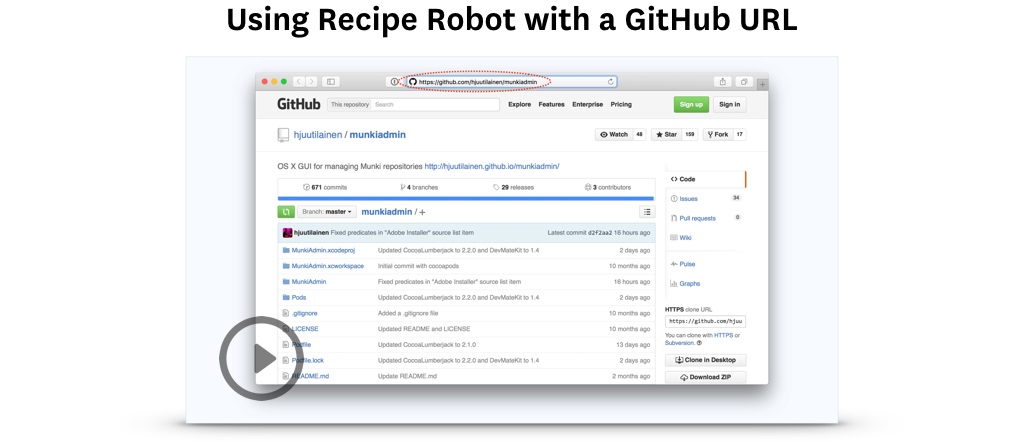 Using Recipe Robot with a GitHub URL
https://github.com/hjuutilainen/munkiadmin
GitHub This repository Search Explore Features Enterprise Pricing Sign up Sign in
hjuutilainen / munkiadmin Watch 48 Star 159 Fork 17
OS X GUI for managing Munki repositories http://hjuutilainen.github.io/munkiadmin/
671 commits 4 branches 29 releases 3 contributors
Branch: master munkiadmin / +
hjuutilainen Fixed predicates in "Adobe Installer" source list item Latest commit d2f2aa2 16 hours ago
MunkiAdmin.xcodeproj Updated CocoaLumberjack to 2.2.0 and DevMateKit to 1.4 2 days ago
MunkiAdmin.xcworkspace Initial commit with cocoapods 10 months ago
MunkiAdmin Fixed predicates in "Adobe Installer" source list item 16 hours ago
Pods Updated CocoaLumberjack to 2.2.0 and DevMateKit to 1.4 2 days ago
.gitignore Added a .gitignore file 10 months ago
LICENSE Updated README and LICENSE 10 months ago
Podfile Updated CocoaLumberjack to 2.1.0 13 days ago
Podfile.lock Updated CocoaLumberjack to 2.2.0 and DevMateKit to 1.4 2 days ago
README.md Update README.md 2 months ago
Code
Issues 34
Pull requests 0
Wiki
Pulse
Graphs
HTTPS clone URL
https://github.com/hjuu
You can clone with HTTPS or
Subversion.
Clone in Desktop
Download ZIP